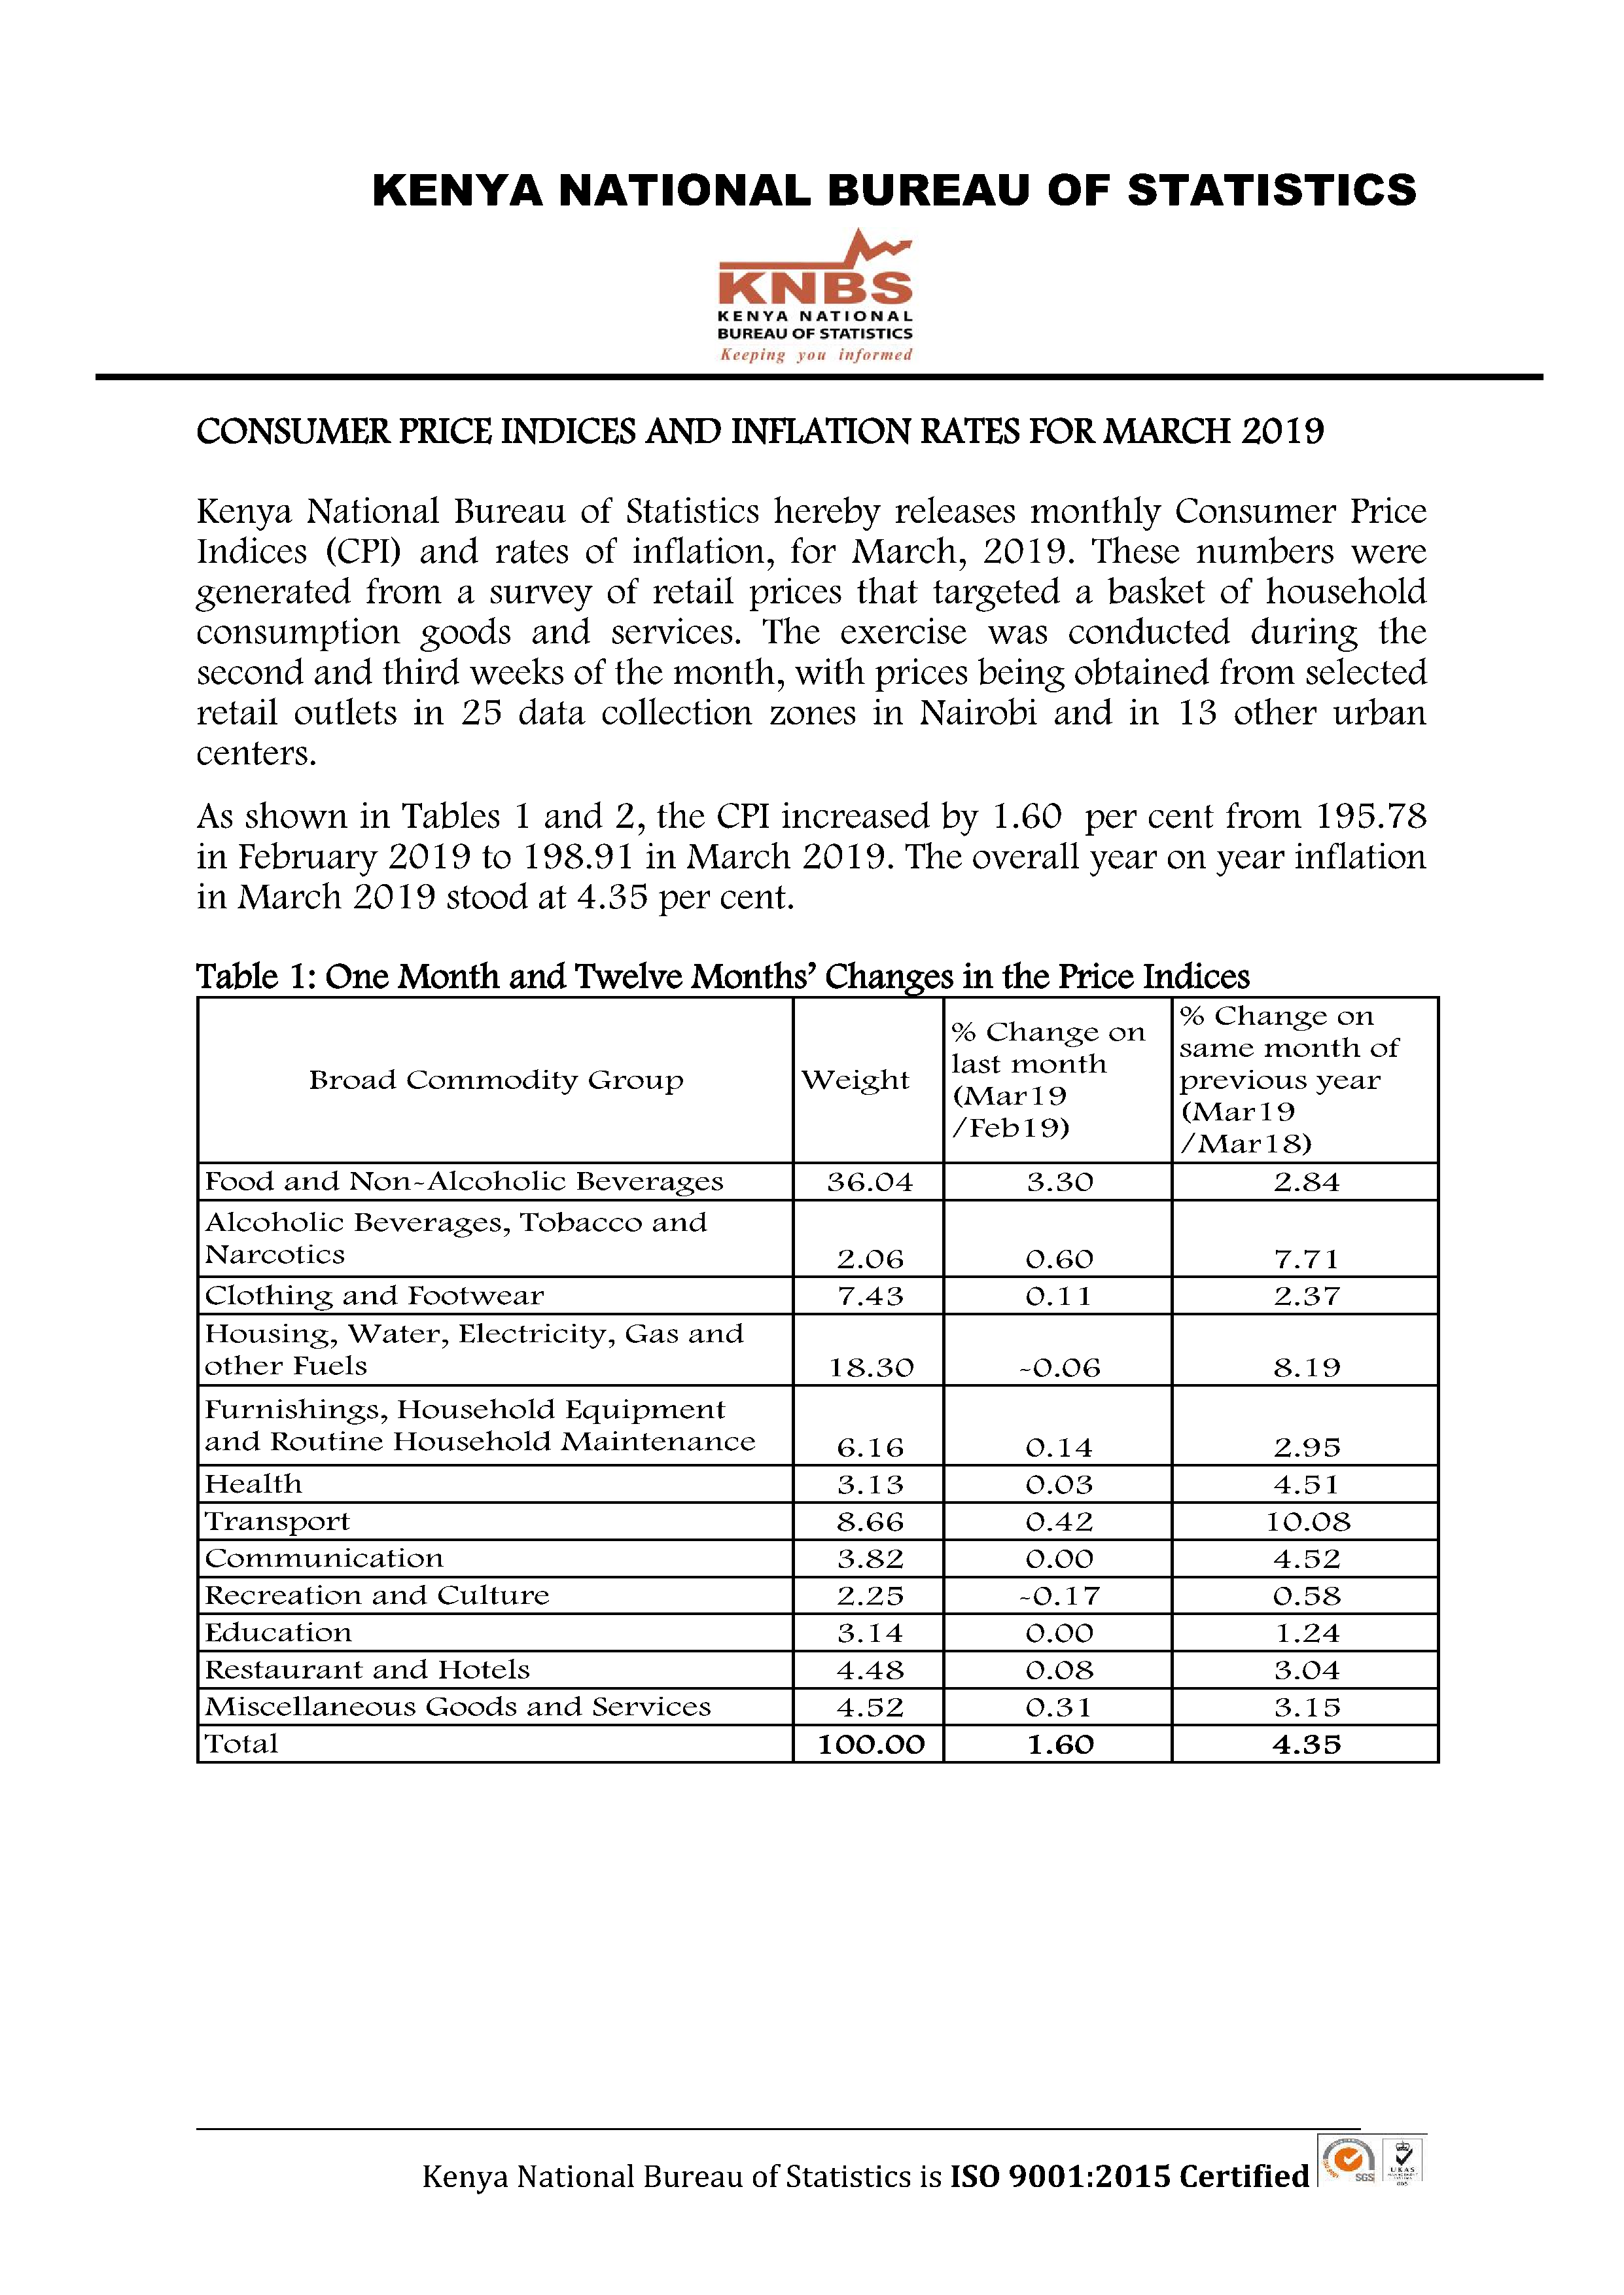 KENYA NATIONAL BUREAU OF STATISTICS
KNBS
KENYA NATIONAL
BUREAU OF STATISTICS
Keeping you informed
CONSUMER PRICE INDICES AND INFLATION RATES FOR MARCH 2019
Kenya National Bureau of Statistics hereby releases monthly Consumer Price
Indices (CPI) and rates of inflation, for March, 2019. These numbers were
generated from a survey of retail prices that targeted a basket of household
consumption goods and services. The exercise was conducted during the
second and third weeks of the month, with prices being obtained from selected
retail outlets in 25 data collection zones in Nairobi and in 13 other urban
centers.
As shown in Tables 1 and 2, the CPI increased by 1.60 per cent from 195.78
in February 2019 to 198.91 in March 2019. The overall year on year inflation
in March 2019 stood at 4.35 per cent.
Table 1: One Month and Twelve Months’ Changes in the Price Indices
Broad Commodity Group
Weight
% Change on
last month
(Mar19
/Feb19)
% Change on
same month of
previous year
(Mar19
/Mar18)
Food and Non-Alcoholic Beverages 36.04 3.30 2.84
Alcoholic Beverages, Tobacco and
Narcotics 2.06 0.60 7.71
Clothing and Footwear 7.43 0.11 2.37
Housing, Water, Electricity, Gas and
other Fuels 18.30 -0.06 8.19
Furnishings, Household Equipment
and Routine Household Maintenance 6.16 0.14 2.95
Health 3.13 0.03 4.51
Transport 8.66 0.42 10.08
Communication 3.82 0.00 4.52
Recreation and Culture 2.25 -0.17 0.58
Education 3.14 0.00 1.24
Restaurant and Hotels 4.48 0.08 3.04
Miscellaneous Goods and Services 4.52 0.31 3.15
Total 100.00 1.60 4.35
Kenya National Bureau of Statistics is ISO 9001:2015 Certified
SGS
UKAS